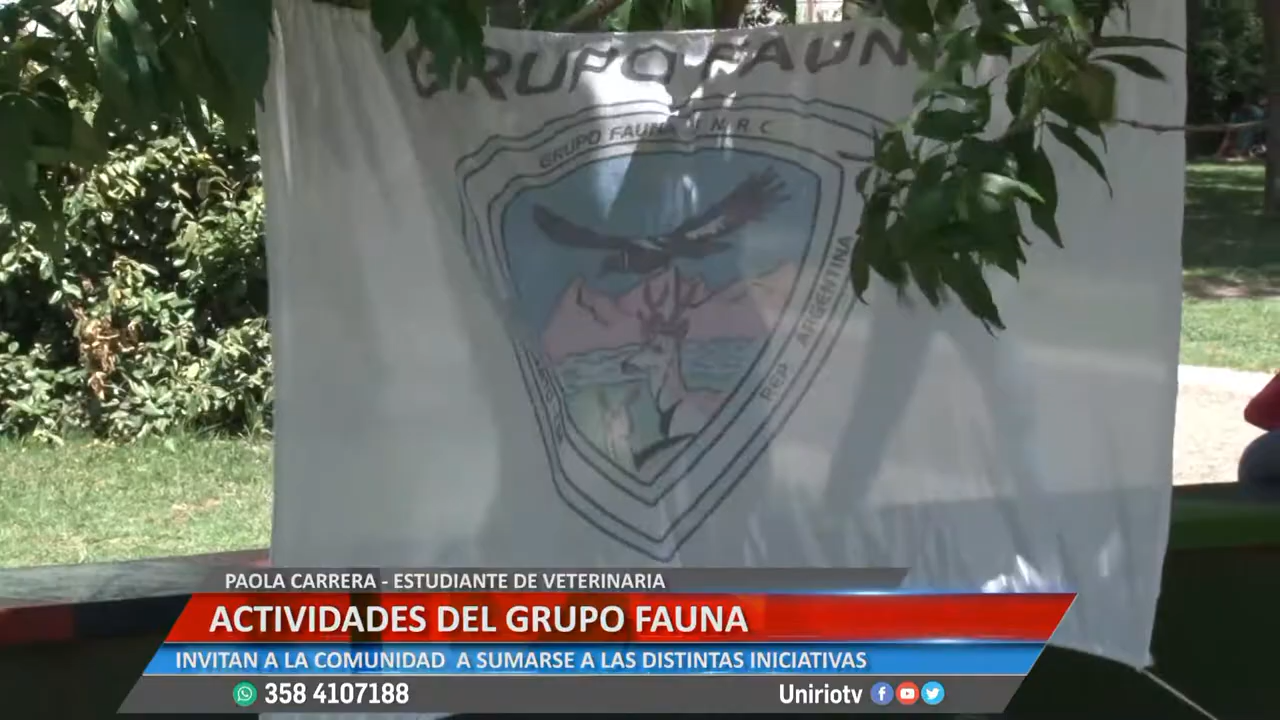 GRUPO FAUN
GRUPO FAUNA U N R C
REP ARGENTINA
PAOLA CARRERA - ESTUDIANTE DE VETERINARIA
ACTIVIDADES DEL GRUPO FAUNA
INVITAN A LA COMUNIDAD A SUMARSE A LAS DISTINTAS INICIATIVAS
358 4107188
Uniriotv